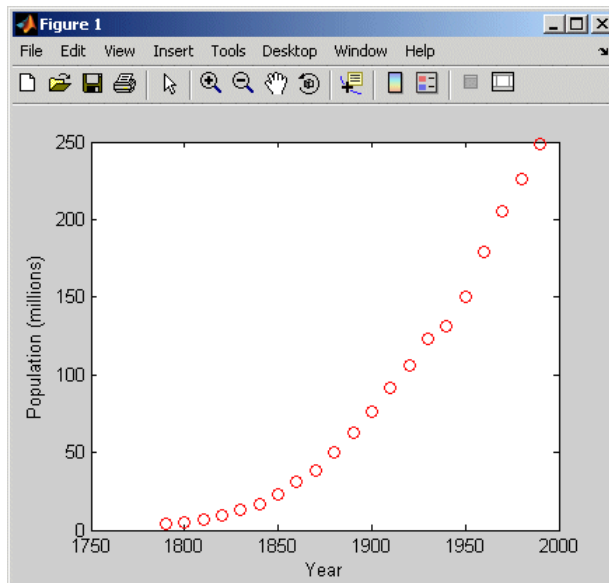 Figure 1
File Edit View Insert Tools Desktop Window Help
250
200
150
100
50
0
Population (millions)
1750 1800 1850 1900 1950 2000
Year